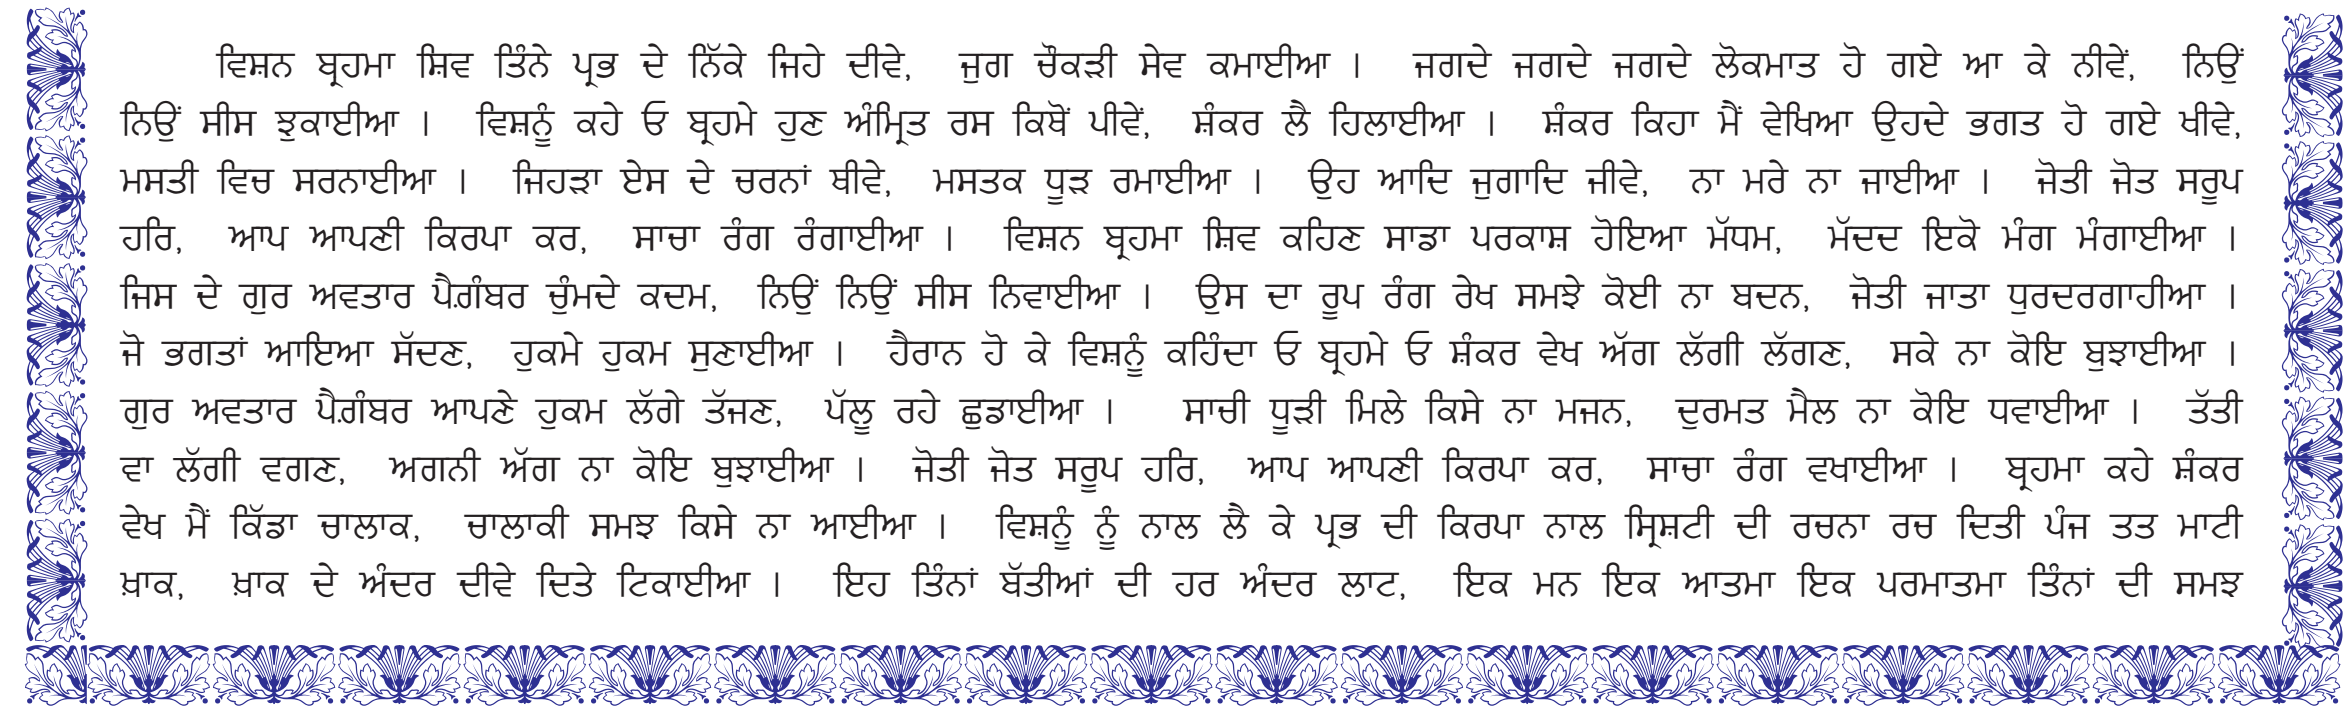 ਵਿਸ਼ਨ ਬ੍ਰਹਮਾ ਸ਼ਿਵ ਤਿੰਨੇ ਪ੍ਰਭ ਦੇ ਨਿੱਕੇ ਜਿਹੇ ਦੀਵੇ, ਜੁਗ ਚੌਕੜੀ ਸੇਵ ਕਮਾਈਆ । ਜਗਦੇ ਜਗਦੇ ਜਗਦੇ ਲੋਕਮਾਤ ਹੋ ਗਏ ਆ ਕੇ ਨੀਵੇਂ, ਨਿਉਂ
ਨਿਉਂ ਸੀਸ ਝੁਕਾਈਆ । ਵਿਸ਼ਨੂੰ ਕਹੇ ਓ ਬ੍ਰਹਮੇ ਹੁਣ ਅੰਮ੍ਰਿਤ ਰਸ ਕਿਥੋਂ ਪੀਵੇਂ, ਸ਼ੰਕਰ ਲੈ ਹਿਲਾਈਆ । ਸ਼ੰਕਰ ਕਿਹਾ ਮੈਂ ਵੇਖਿਆ ਉਹਦੇ ਭਗਤ ਹੋ ਗਏ ਖੀਵੇ,
ਮਸਤੀ ਵਿਚ ਸਰਨਾਈਆ । ਜਿਹੜਾ ਏਸ ਦੇ ਚਰਨਾਂ ਥੀਵੇ, ਮਸਤਕ ਧੂੜ ਰਮਾਈਆ । ਉਹ ਆਦਿ ਜੁਗਾਦਿ ਜੀਵੇ, ਨਾ ਮਰੇ ਨਾ ਜਾਈਆ । ਜੋਤੀ ਜੋਤ ਸਰੂਪ
ਹਰਿ, ਆਪ ਆਪਣੀ ਕਿਰਪਾ ਕਰ, ਸਾਚਾ ਰੰਗ ਰੰਗਾਈਆ । ਵਿਸ਼ਨ ਬ੍ਰਹਮਾ ਸ਼ਿਵ ਕਹਿਣ ਸਾਡਾ ਪਰਕਾਸ਼ ਹੋਇਆ ਮੱਧਮ, ਮੱਦਦ ਇਕੋ ਮੰਗ ਮੰਗਾਈਆ ।
ਜਿਸ ਦੇ ਗੁਰ ਅਵਤਾਰ ਪੈਗ਼ੰਬਰ ਚੁੰਮਦੇ ਕਦਮ, ਨਿਉਂ ਨਿਉਂ ਸੀਸ ਨਿਵਾਈਆ । ਉਸ ਦਾ ਰੂਪ ਰੰਗ ਰੇਖ ਸਮਝੇ ਕੋਈ ਨਾ ਬਦਨ, ਜੋਤੀ ਜਾਤਾ ਧੁਰਦਰਗਾਹੀਆ ।
ਜੋ ਭਗਤਾਂ ਆਇਆ ਸੱਦਣ, ਹੁਕਮੇ ਹੁਕਮ ਸੁਣਾਈਆ । ਹੈਰਾਨ ਹੋ ਕੇ ਵਿਸ਼ਨੂੰ ਕਹਿੰਦਾ ਓ ਬ੍ਰਹਮੇ ਓ ਸ਼ੰਕਰ ਵੇਖ ਅੱਗ ਲੱਗੀ ਲੱਗਣ, ਸਕੇ ਨਾ ਕੋਇ ਬੁਝਾਈਆ ।
ਗੁਰ ਅਵਤਾਰ ਪੈਗ਼ੰਬਰ ਆਪਣੇ ਹੁਕਮ ਲੱਗੇ ਤੱਜਣ, ਪੱਲੂ ਰਹੇ ਛੁਡਾਈਆ । ਸਾਚੀ ਧੂੜੀ ਮਿਲੇ ਕਿਸੇ ਨਾ ਮਜਨ, ਦੁਰਮਤ ਮੈਲ ਨਾ ਕੋਇ ਧਵਾਈਆ । ਤੱਤੀ
ਵਾ ਲੱਗੀ ਵਗਣ, ਅਗਨੀ ਅੱਗ ਨਾ ਕੋਇ ਬੁਝਾਈਆ । ਜੋਤੀ ਜੋਤ ਸਰੂਪ ਹਰਿ, ਆਪ ਆਪਣੀ ਕਿਰਪਾ ਕਰ, ਸਾਚਾ ਰੰਗ ਵਖਾਈਆ । ਬ੍ਰਹਮਾ ਕਹੇ ਸ਼ੰਕਰ
ਵੇਖ ਮੈਂ ਕਿੱਡਾ ਚਾਲਾਕ, ਚਾਲਾਕੀ ਸਮਝ ਕਿਸੇ ਨਾ ਆਈਆ । ਵਿਸ਼ਨੂੰ ਨੂੰ ਨਾਲ ਲੈ ਕੇ ਪ੍ਰਭ ਦੀ ਕਿਰਪਾ ਨਾਲ ਸ੍ਰਿਸ਼ਟੀ ਦੀ ਰਚਨਾ ਰਚ ਦਿਤੀ ਪੰਜ ਤਤ ਮਾਟੀ
ਖ਼ਾਕ, ਖ਼ਾਕ ਦੇ ਅੰਦਰ ਦੀਵੇ ਦਿਤੇ ਟਿਕਾਈਆ । ਇਹ ਤਿੰਨਾਂ ਬੱਤੀਆਂ ਦੀ ਹਰ ਅੰਦਰ ਲਾਟ, ਇਕ ਮਨ ਇਕ ਆਤਮਾ ਇਕ ਪਰਮਾਤਮਾ ਤਿੰਨਾਂ ਦੀ ਸਮਝ